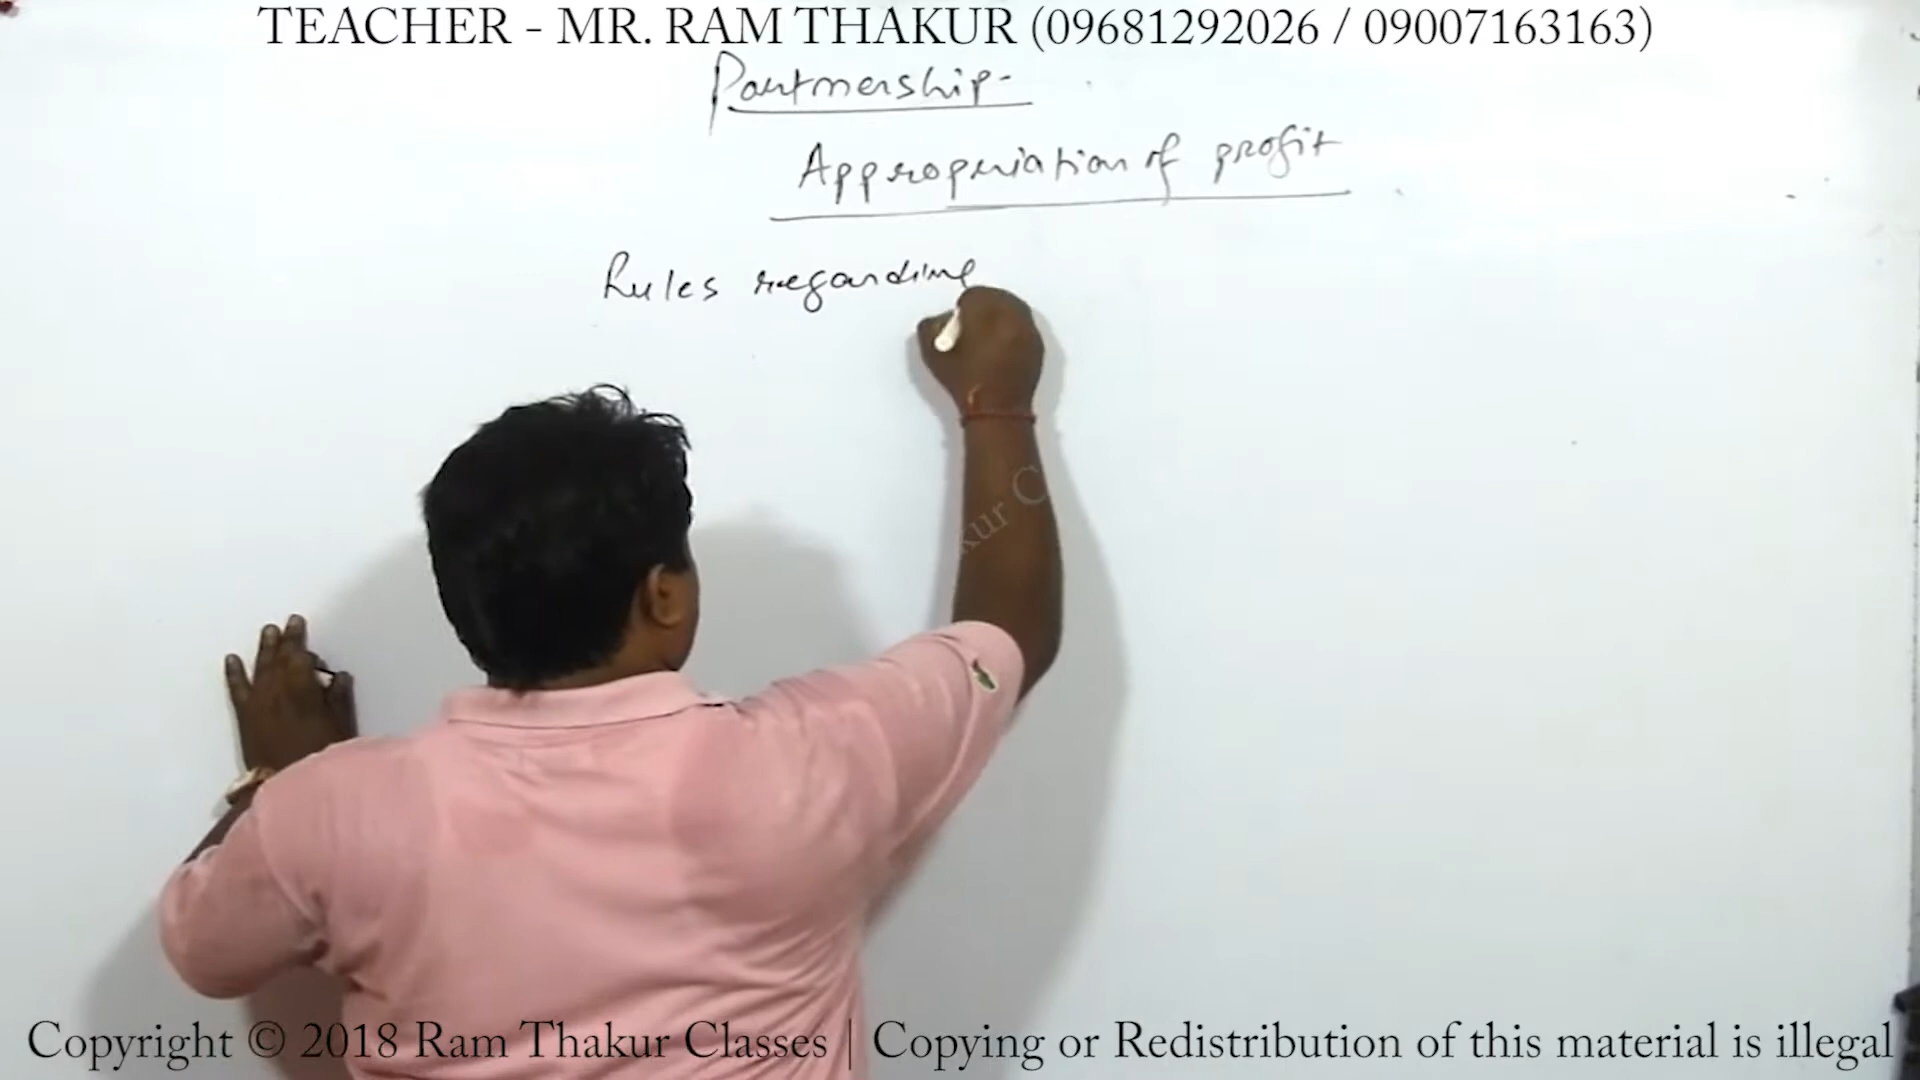 TEACHER - MR. RAM THAKUR (09681292026 / 09007163163)
Partnership-
Appropriation of profit
Rules regarding
kur C
Copyright © 2018 Ram Thakur Classes | Copying or Redistribution of this material is illegal